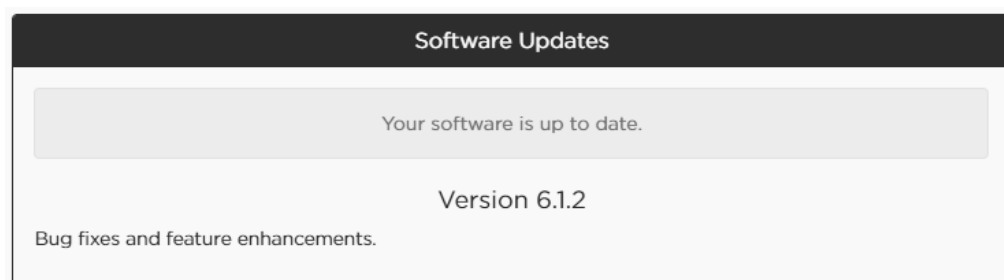 Software Updates
Your software is up to date.
Version 6.1.2
Bug fixes and feature enhancements.